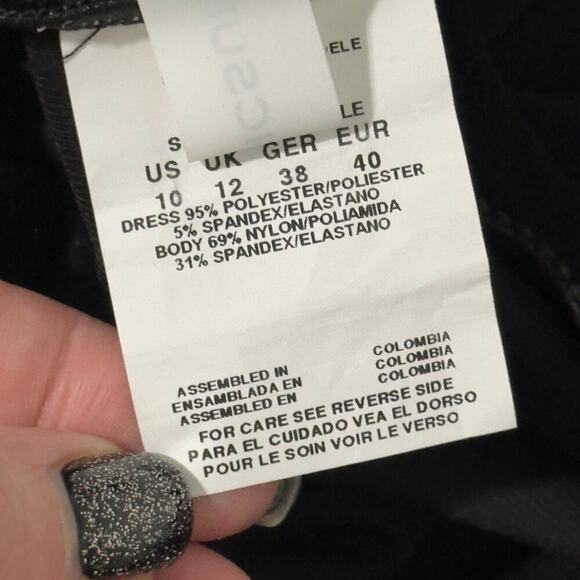 ELE
S LE
US UK GER EUR
10 12 38 40
DRESS 95% POLYESTER/POLIESTER
5% SPANDEX/ELASTANO
BODY 69% NYLON/POLIAMIDA
31% SPANDEX/ELASTANO
ASSEMBLED IN COLOMBIA
ENSAMBLADA EN COLOMBIA
ASSEMBLED EN COLOMBIA
FOR CARE SEE REVERSE SIDE
PARA EL CUIDADO VEA EL DORSO
POUR LE SOIN VOIR LE VERSO